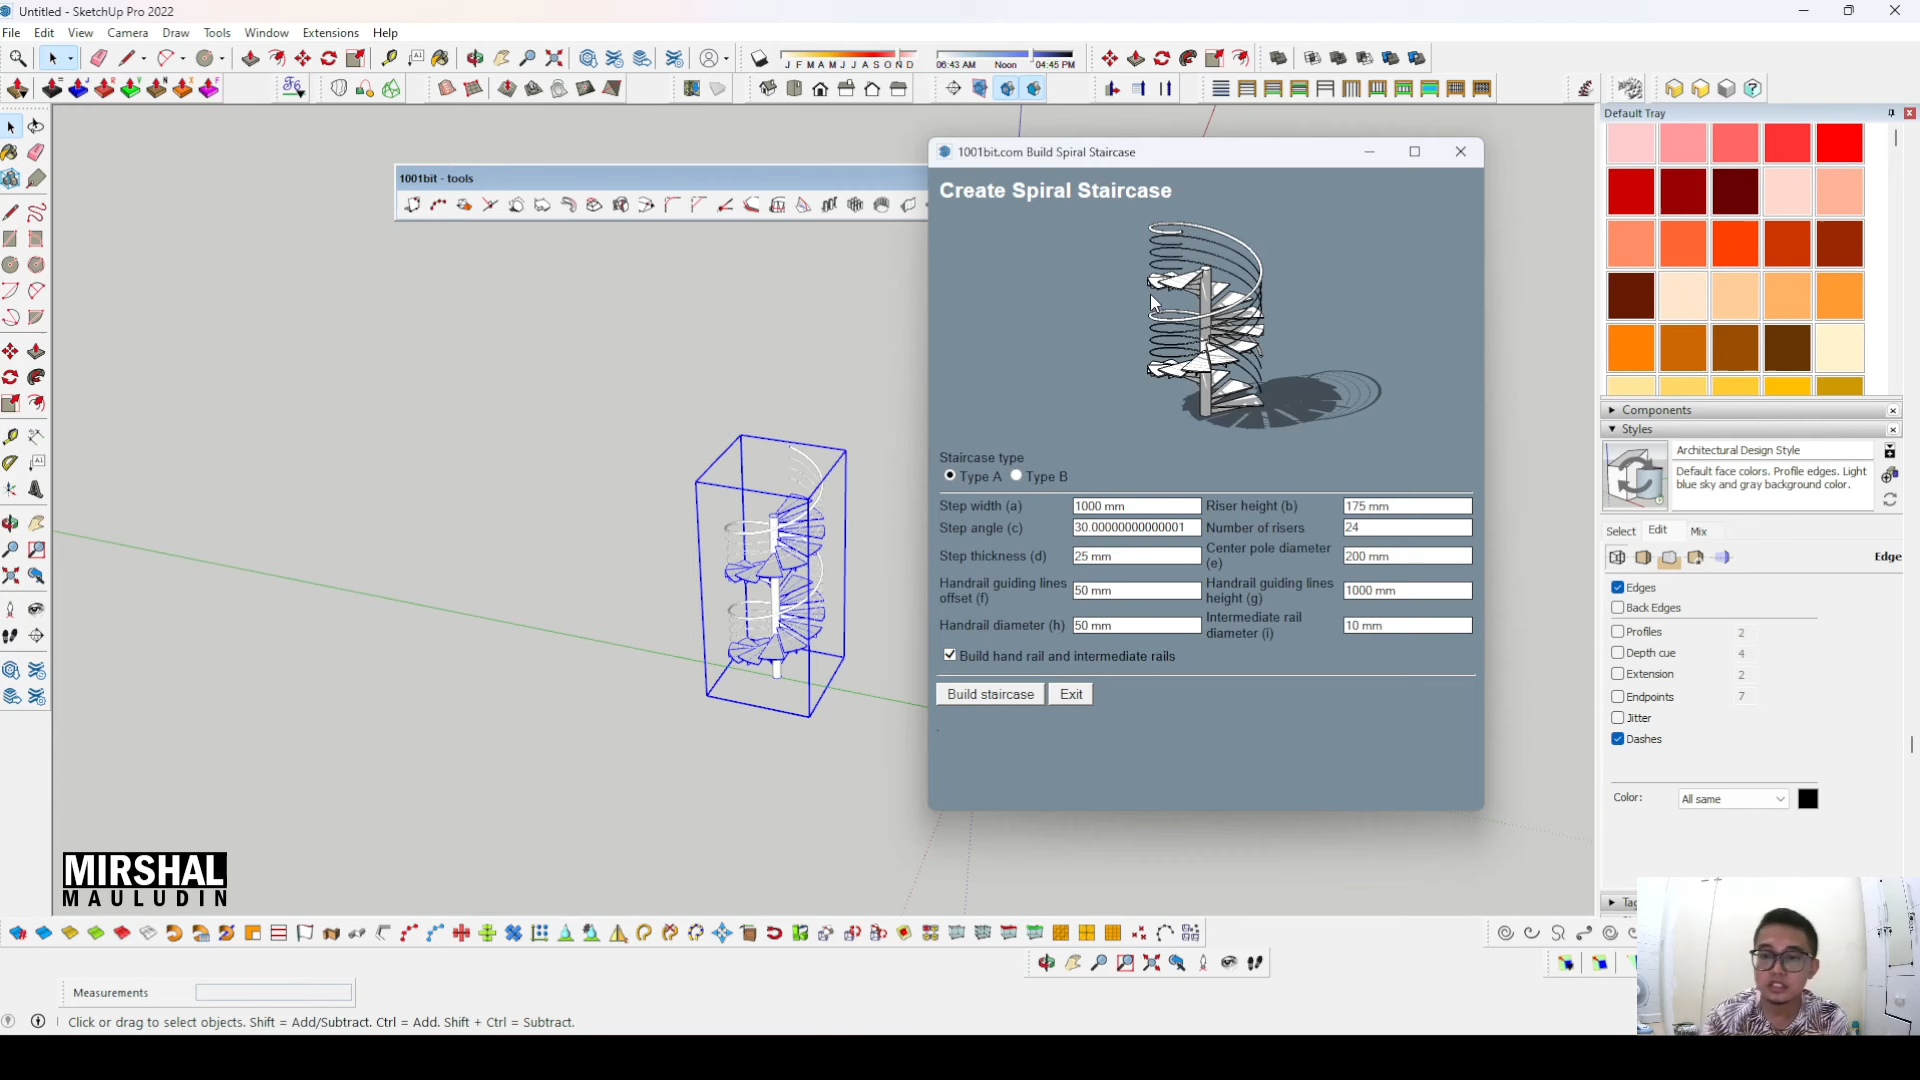 Untitled - SketchUp Pro 2022
File Edit View Camera Draw Tools Window Extensions Help
J F M A M J J A S O N D
06:43 AM Noon 04:45 PM
Default Tray
1001bit - tools
1001bit.com Build Spiral Staircase
Create Spiral Staircase
Staircase type
Type A Type B
Step width (a) 1000 mm Riser height (b) 175 mm
Step angle (c) 30.00000000000001 Number of risers 24
Step thickness (d) 25 mm Center pole diameter (e) 200 mm
Handrail guiding lines offset (f) 50 mm Handrail guiding lines height (g) 1000 mm
Handrail diameter (h) 50 mm Intermediate rail diameter (i) 10 mm
Build hand rail and intermediate rails
Build staircase Exit
Components
Styles
Architectural Design Style
Default face colors. Profile edges. Light
blue sky and gray background color.
Select Edit Mix
Edge
Edges
Back Edges
Profiles 2
Depth cue 4
Extension 2
Endpoints 7
Jitter
Dashes
Color: All same
Tag
MIRSHAL
MAULUDIN
Measurements
Click or drag to select objects. Shift = Add/Subtract. Ctrl = Add. Shift + Ctrl = Subtract.